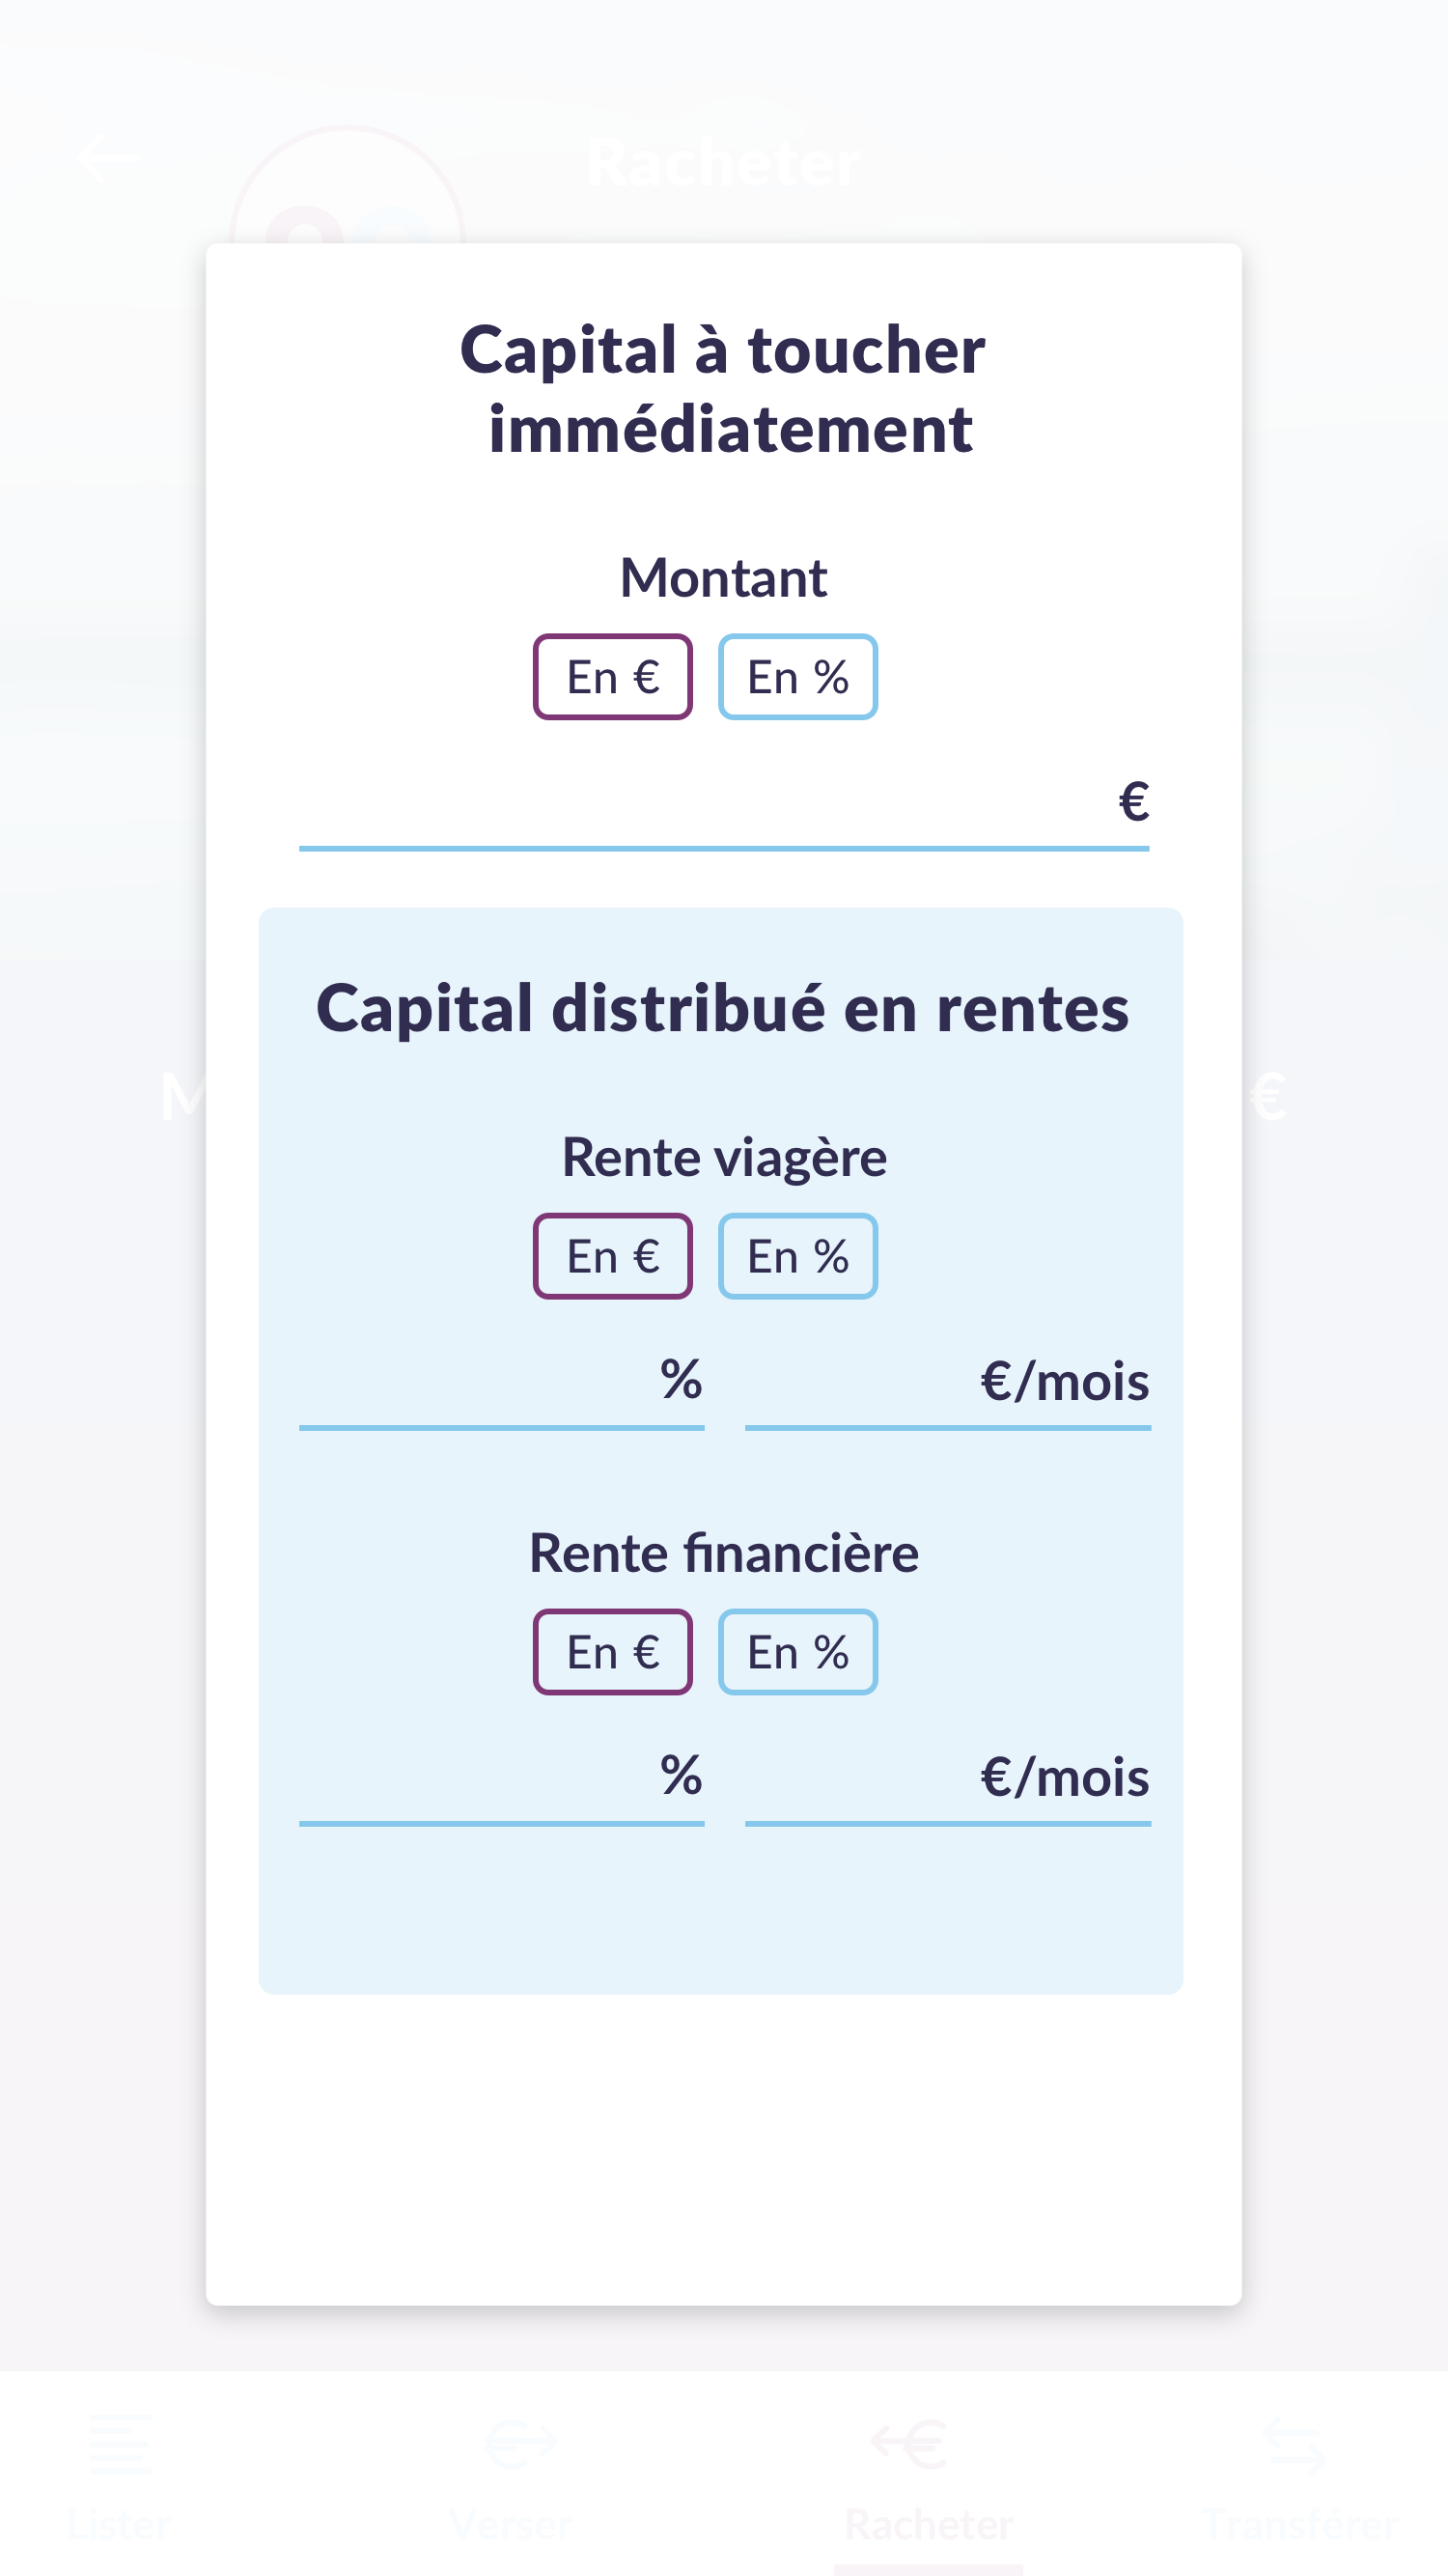 Racheter
Capital à toucher
immédiatement
Montant
En €
En %
€
Capital distribué en rentes
€
Rente viagère
En €
En %
%
€/mois
Rente financière
En €
En %
%
€/mois
Lister
Verser
Racheter
Transférer